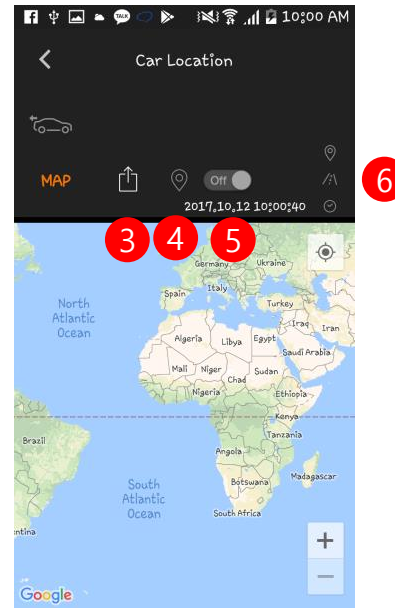 TALK 10:00 AM
Car Location
MAP Off 6
2017.10.12 10:00:40
3 4 5
Germany Ukraine
Spain Italy
Turkey
North
Atlantic
Ocean
Iraq Iran
Algeria Libya Egypt
Saudi Arabia
Mali Niger Sudan
Chad
Nigeria Ethiopia
Kenya
Brazil Tanzania
Angola
Madagascar
South
Atlantic
Ocean
Botswana
South Africa
ntina
+
−
Google